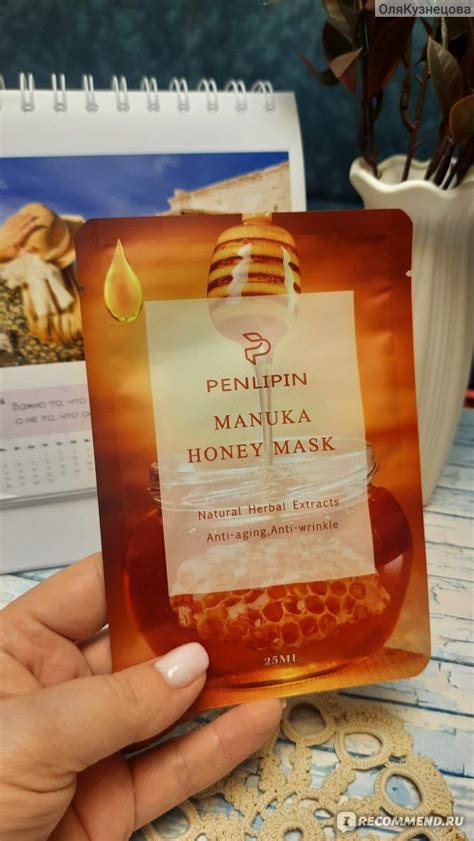 ОляКузнецова
Важно то, что
а не то, что
PENLIPIN
MANUKA
HONEY MASK
Natural Herbal Extracts
Anti-aging,Anti-wrinkle
25ML
IRECOMMEND.RU